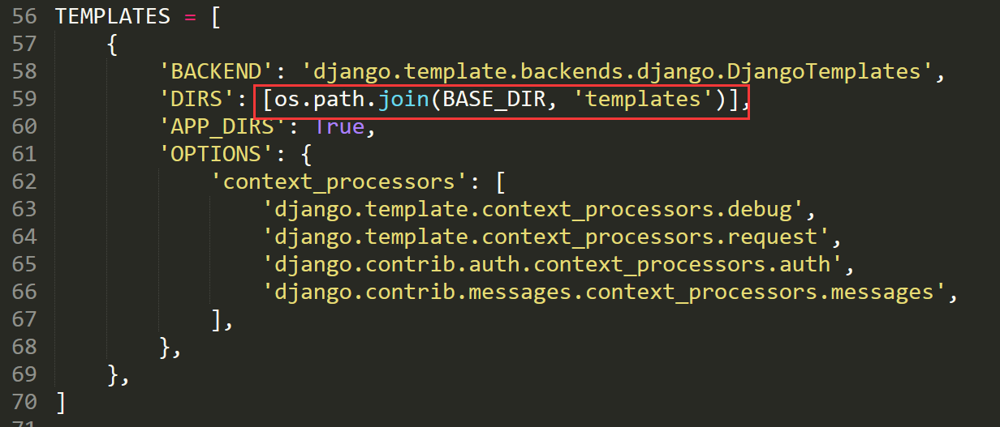 56 TEMPLATES = [
57     {
58         'BACKEND': 'django.template.backends.django.DjangoTemplates',
59         'DIRS': [os.path.join(BASE_DIR, 'templates')],
60         'APP_DIRS': True,
61         'OPTIONS': {
62             'context_processors': [
63                 'django.template.context_processors.debug',
64                 'django.template.context_processors.request',
65                 'django.contrib.auth.context_processors.auth',
66                 'django.contrib.messages.context_processors.messages',
67             ],
68         },
69     },
70 ]
71